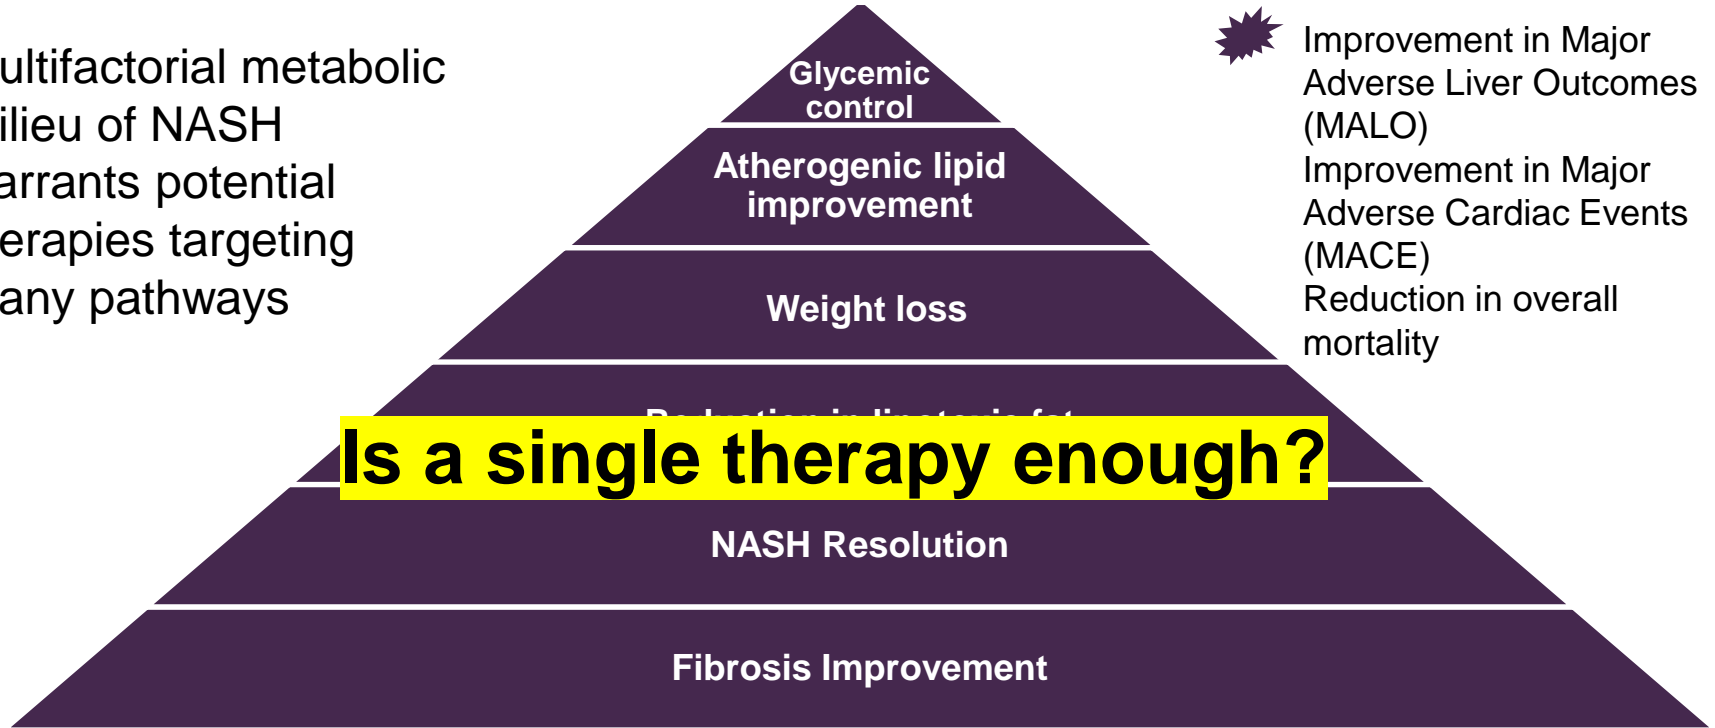 ultifactorial metabolic
ilieu of NASH
arrants potential
erapies targeting
any pathways
Glycemic
control
Atherogenic lipid
improvement
Weight loss
Is a single therapy enough?
NASH Resolution
Fibrosis Improvement
Improvement in Major
Adverse Liver Outcomes
(MALO)
Improvement in Major
Adverse Cardiac Events
(MACE)
Reduction in overall
mortality